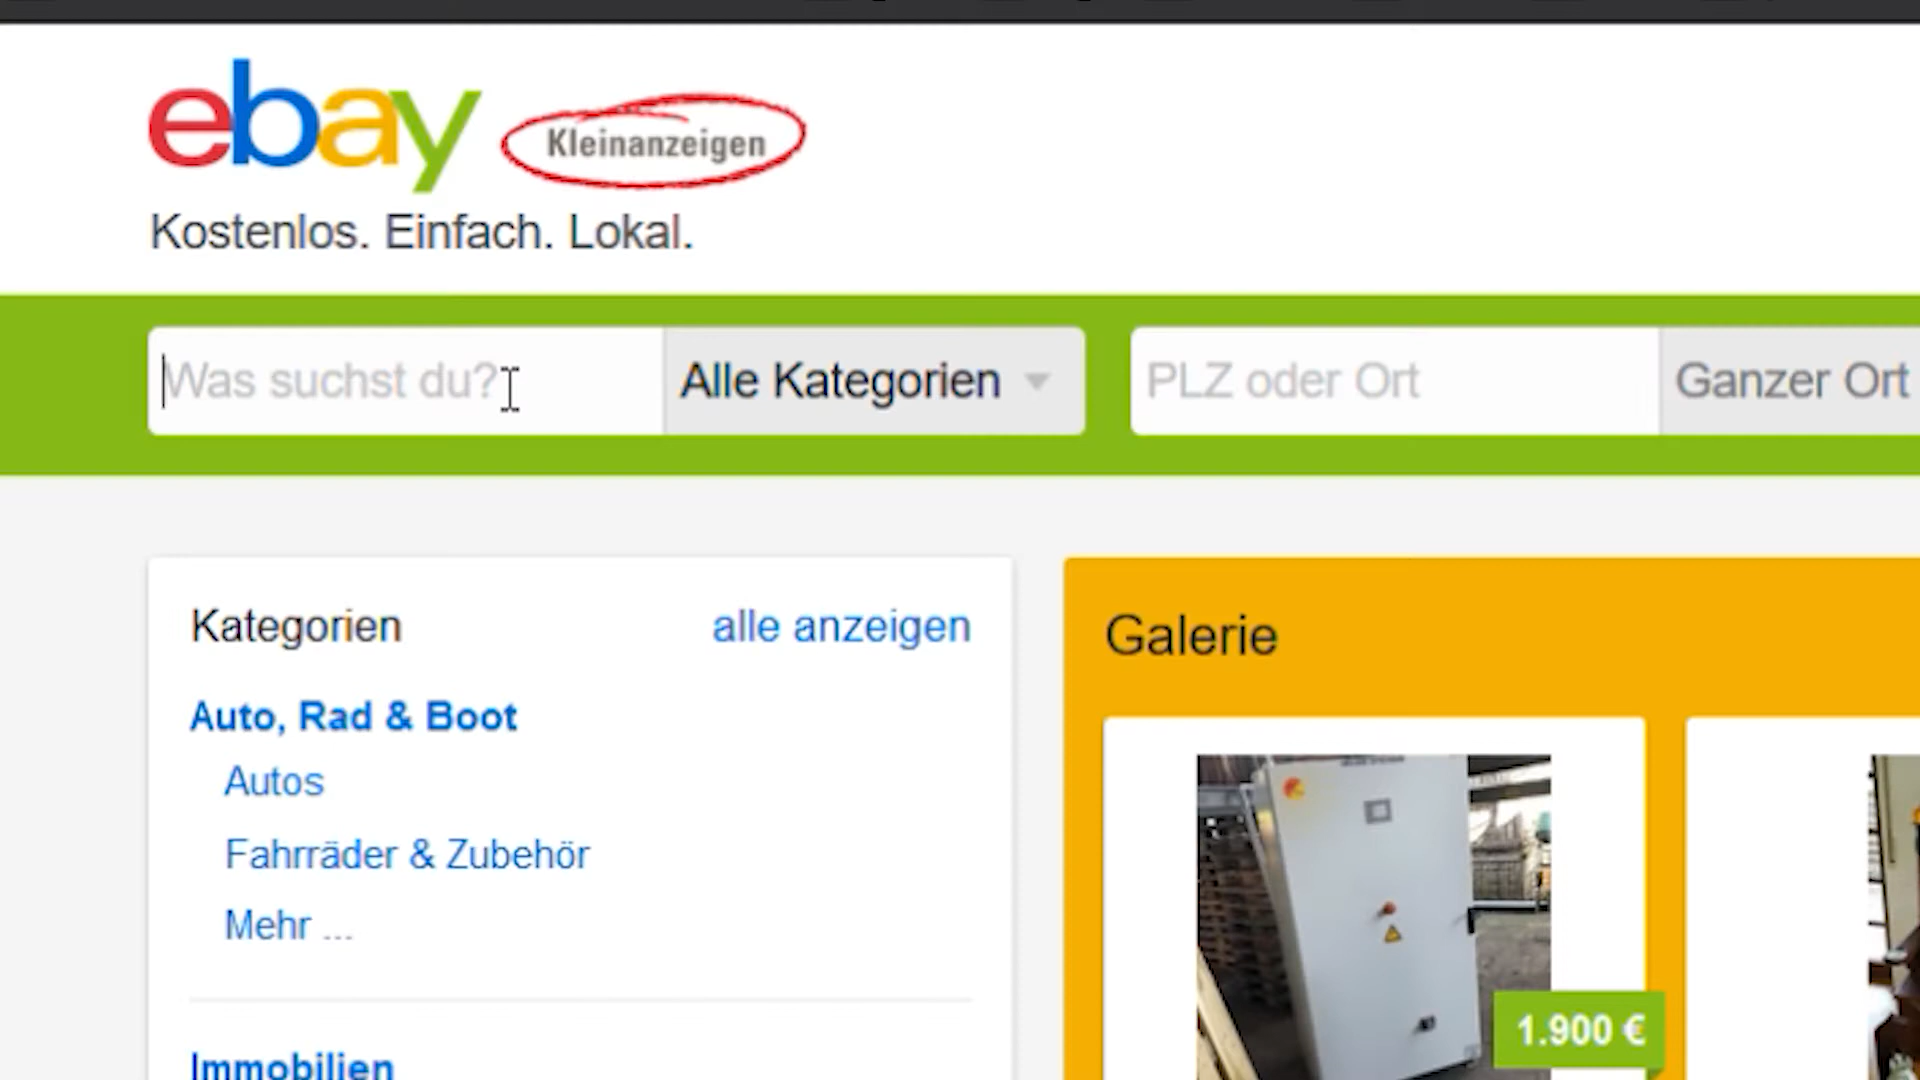 ebay Kleinanzeigen
Kostenlos. Einfach. Lokal.
Was suchst du? Alle Kategorien PLZ oder Ort Ganzer Ort
Kategorien alle anzeigen
Galerie
Auto, Rad & Boot
Autos
Fahrräder & Zubehör
Mehr ...
1.900 €
Immobilien